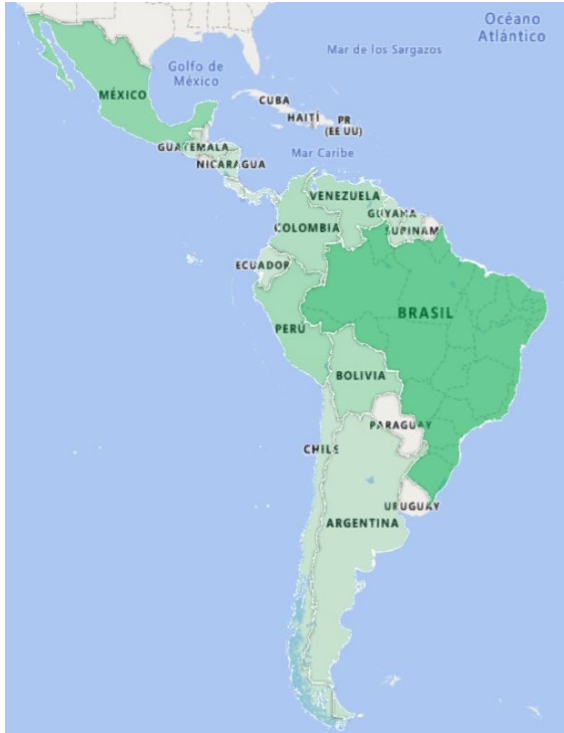 Océano
Atlántico
Mar de los Sargazos
Golfo de
México
MÉXICO
CUBA
HAITÍ
PR
(EE UU)
GUATEMALA
NICARAGUA
Mar Caribe
VENEZUELA
GUYANA
COLOMBIA
SURINAM
ECUADOR
BRASIL
PERÚ
BOLIVIA
PARAGUAY
CHILE
URUGUAY
ARGENTINA